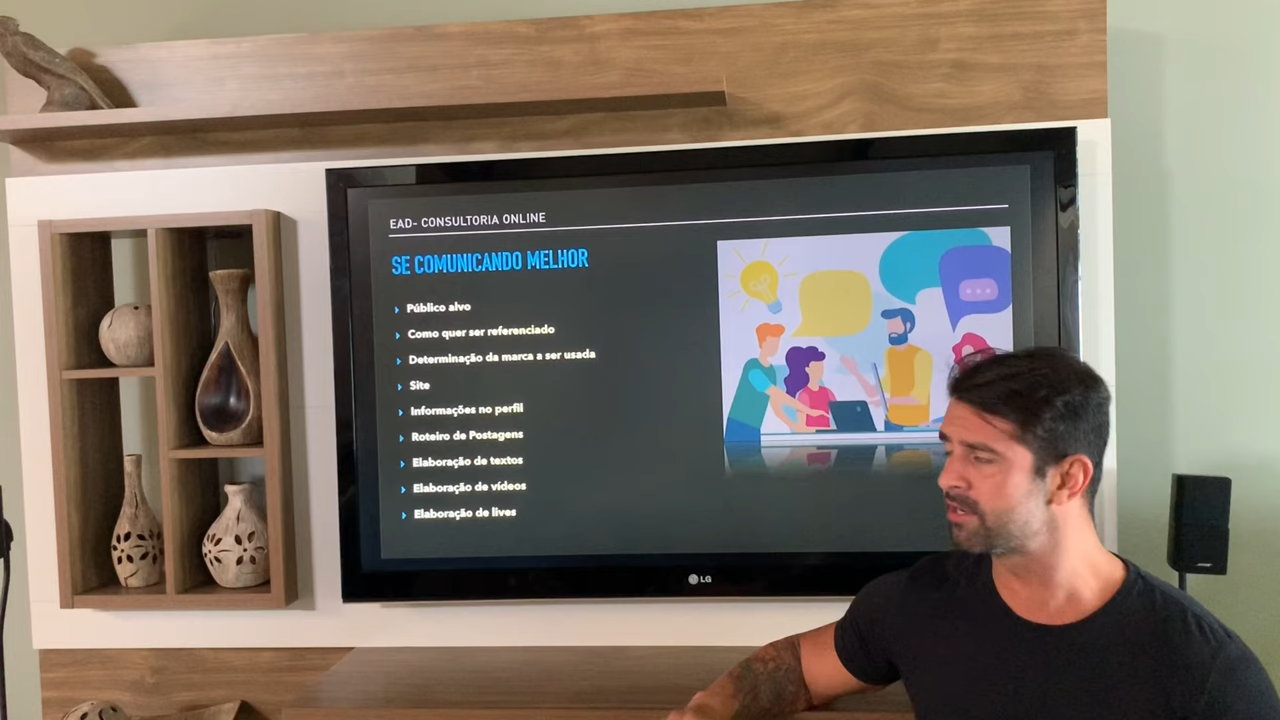 EAD- CONSULTORIA ONLINE
SE COMUNICANDO MELHOR
Público alvo
Como quer ser referenciado
Determinação da marca a ser usada
Site
Informações no perfil
Roteiro de Postagens
Elaboração de textos
Elaboração de vídeos
Elaboração de lives
LG